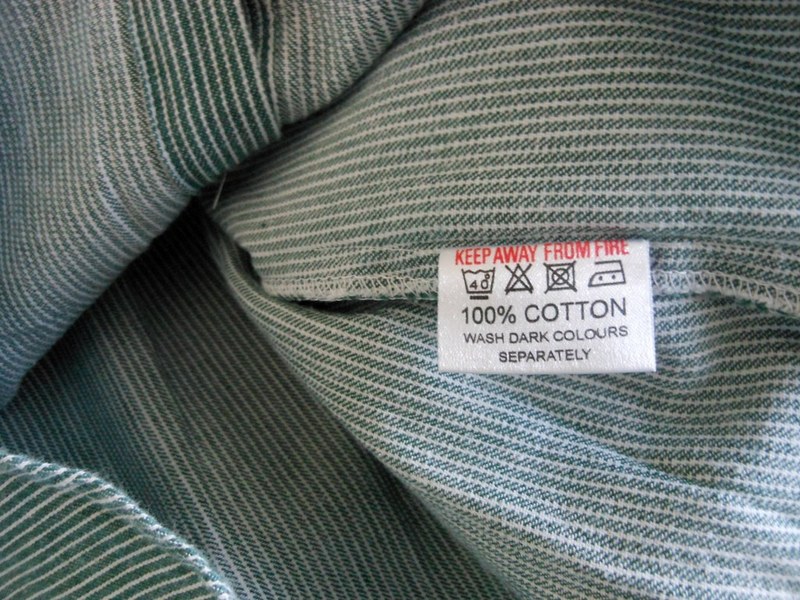 KEEP AWAY FROM FIRE
40°
100% COTTON
WASH DARK COLOURS
SEPARATELY